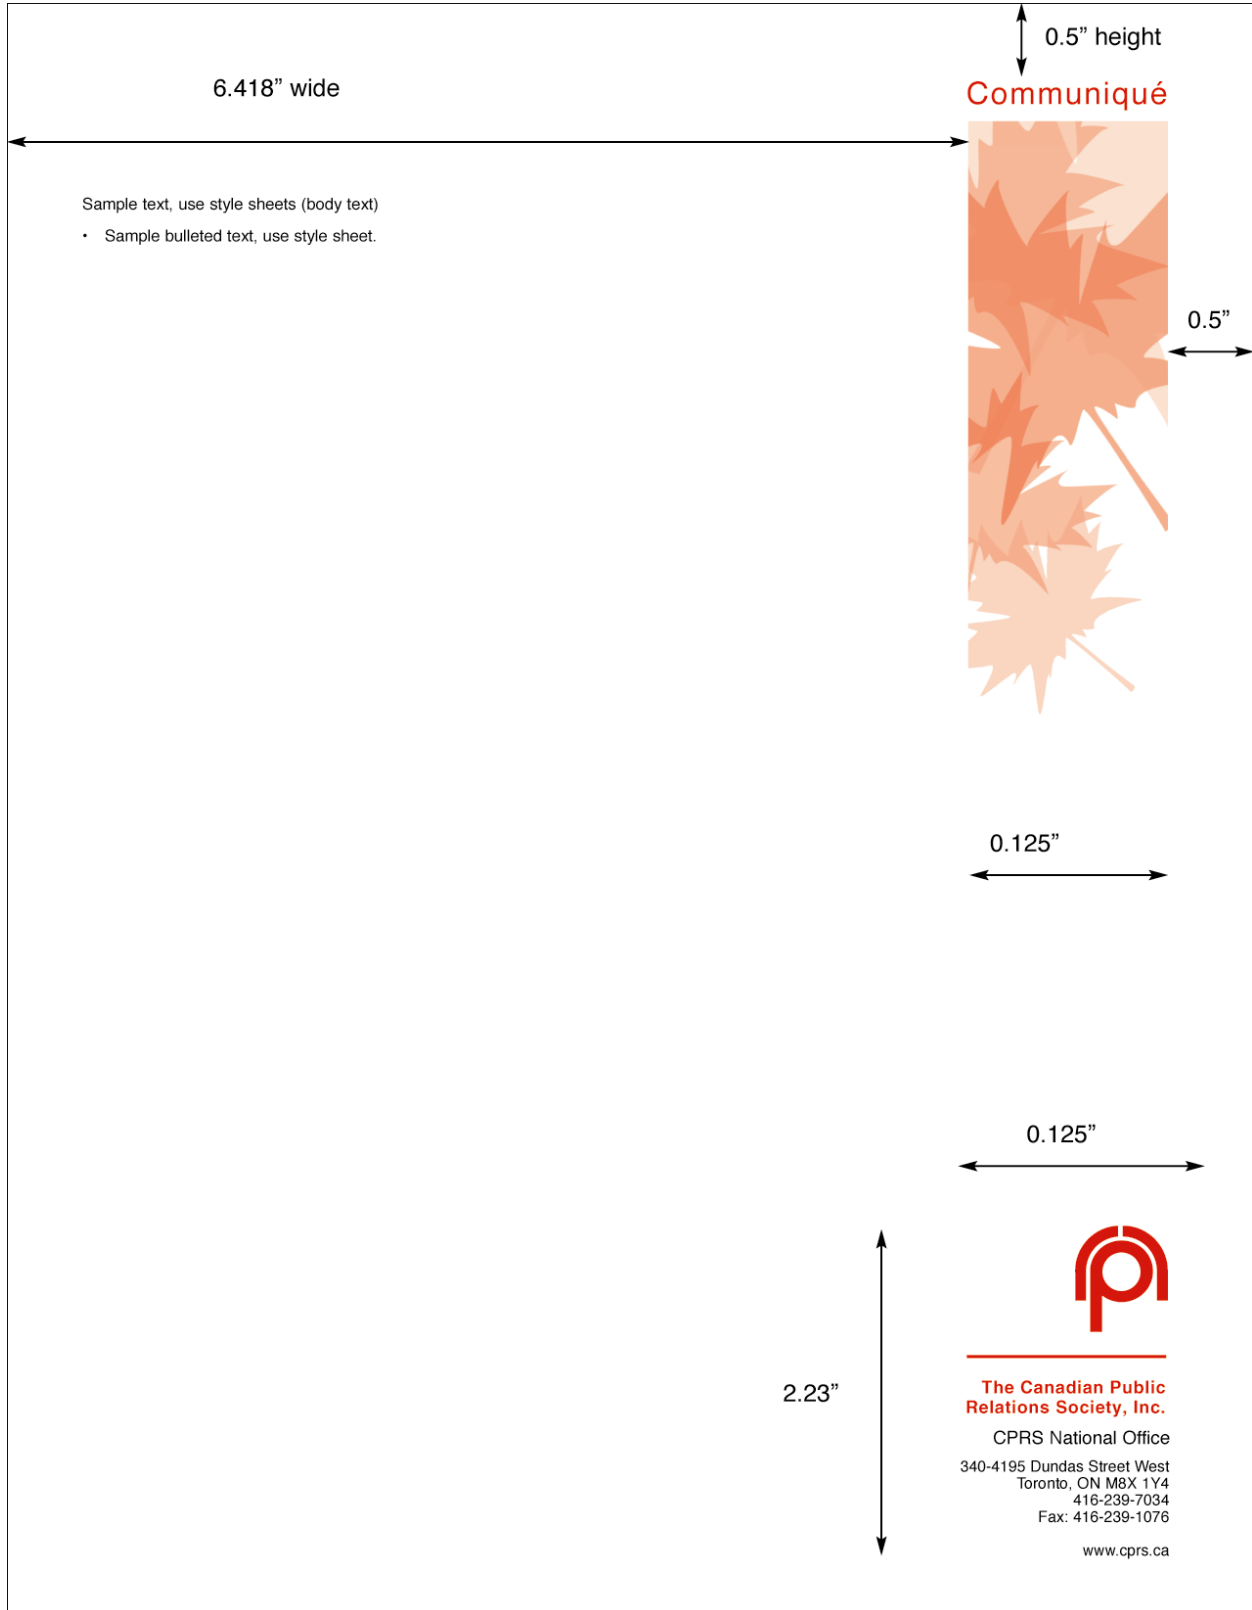 0.5” height
6.418” wide
Communiqué
Sample text, use style sheets (body text)
• Sample bulleted text, use style sheet.
0.5”
0.125”
0.125”
2.23”
The Canadian Public
Relations Society, Inc.
CPRS National Office
340-4195 Dundas Street West
Toronto, ON M8X 1Y4
416-239-7034
Fax: 416-239-1076
www.cprs.ca